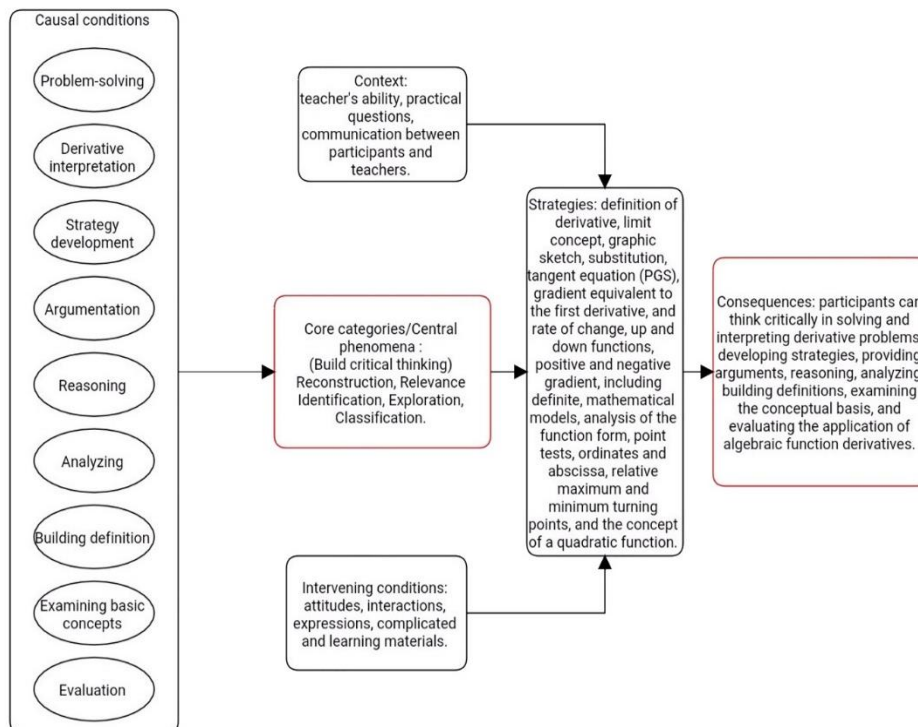 Causal conditions
Problem-solving
Derivative
interpretation
Strategy
development
Argumentation
Reasoning
Analyzing
Building definition
Examining basic
concepts
Evaluation
Context:
teacher's ability, practical
questions,
communication between
participants and
teachers.
Core categories/Central
phenomena :
(Build critical thinking)
Reconstruction, Relevance
Identification, Exploration,
Classification.
Intervening conditions:
attitudes, interactions,
expressions, complicated
and learning materials.
Strategies: definition of
derivative, limit
concept, graphic
sketch, substitution,
tangent equation (PGS),
gradient equivalent to
the first derivative, and
rate of change, up and
down functions,
positive and negative
gradient, including
definite, mathematical
models, analysis of the
function form, point
tests, ordinates and
abscissa, relative
maximum and
minimum turning
points, and the concept
of a quadratic function.
Consequences: participants can
think critically in solving and
interpreting derivative problems
developing strategies, providing
arguments, reasoning, analyzing
building definitions, examining
the conceptual basis, and
evaluating the application of
algebraic function derivatives.